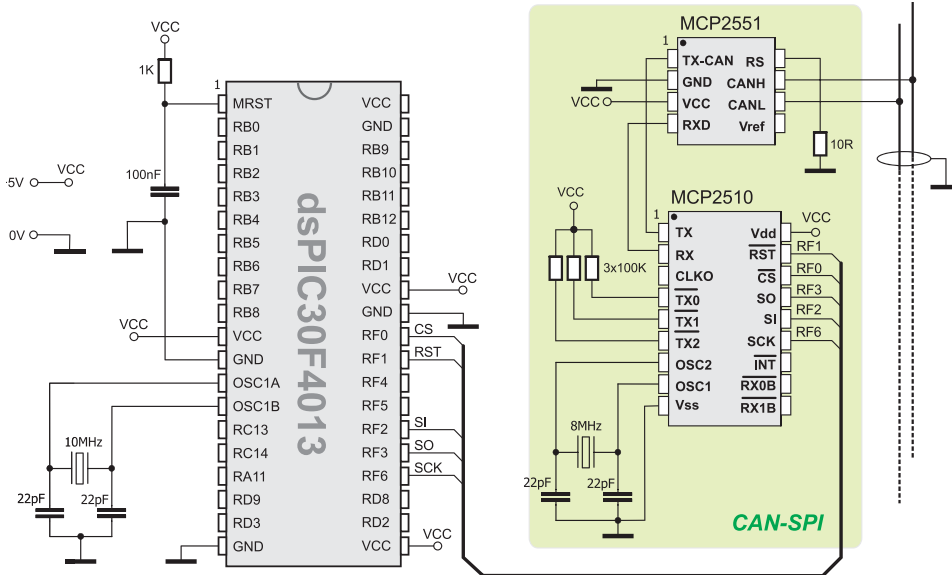 VCC
1K
1
100nF
5V
VCC
0V
VCC
MRST
RB0
RB1
RB2
RB3
RB4
RB5
RB6
RB7
RB8
VCC
GND
OSC1A
OSC1B
RC13
RC14
RA11
RD9
RD3
GND
dsPIC30F4013
VCC
GND
RB9
RB10
RB11
RB12
RD0
RD1
VCC
GND
RF0
RF1
RF4
RF5
RF2
RF3
RF6
RD8
RD2
VCC
VCC
CS
RST
SI
SO
SCK
VCC
10MHz
22pF
22pF
MCP2551
1
TX-CAN
GND
VCC
RXD
RS
CANH
CANL
Vref
VCC
10R
VCC
3x100K
MCP2510
1
TX
RX
CLKO
TX0
TX1
TX2
OSC2
OSC1
Vss
Vdd
RST
CS
SO
SI
SCK
INT
RX0B
RX1B
VCC
RF1
RF0
RF3
RF2
RF6
8MHz
22pF
22pF
CAN-SPI